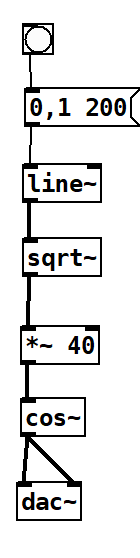 0,1 200
line~
sqrt~
*~ 40
cos~
dac~